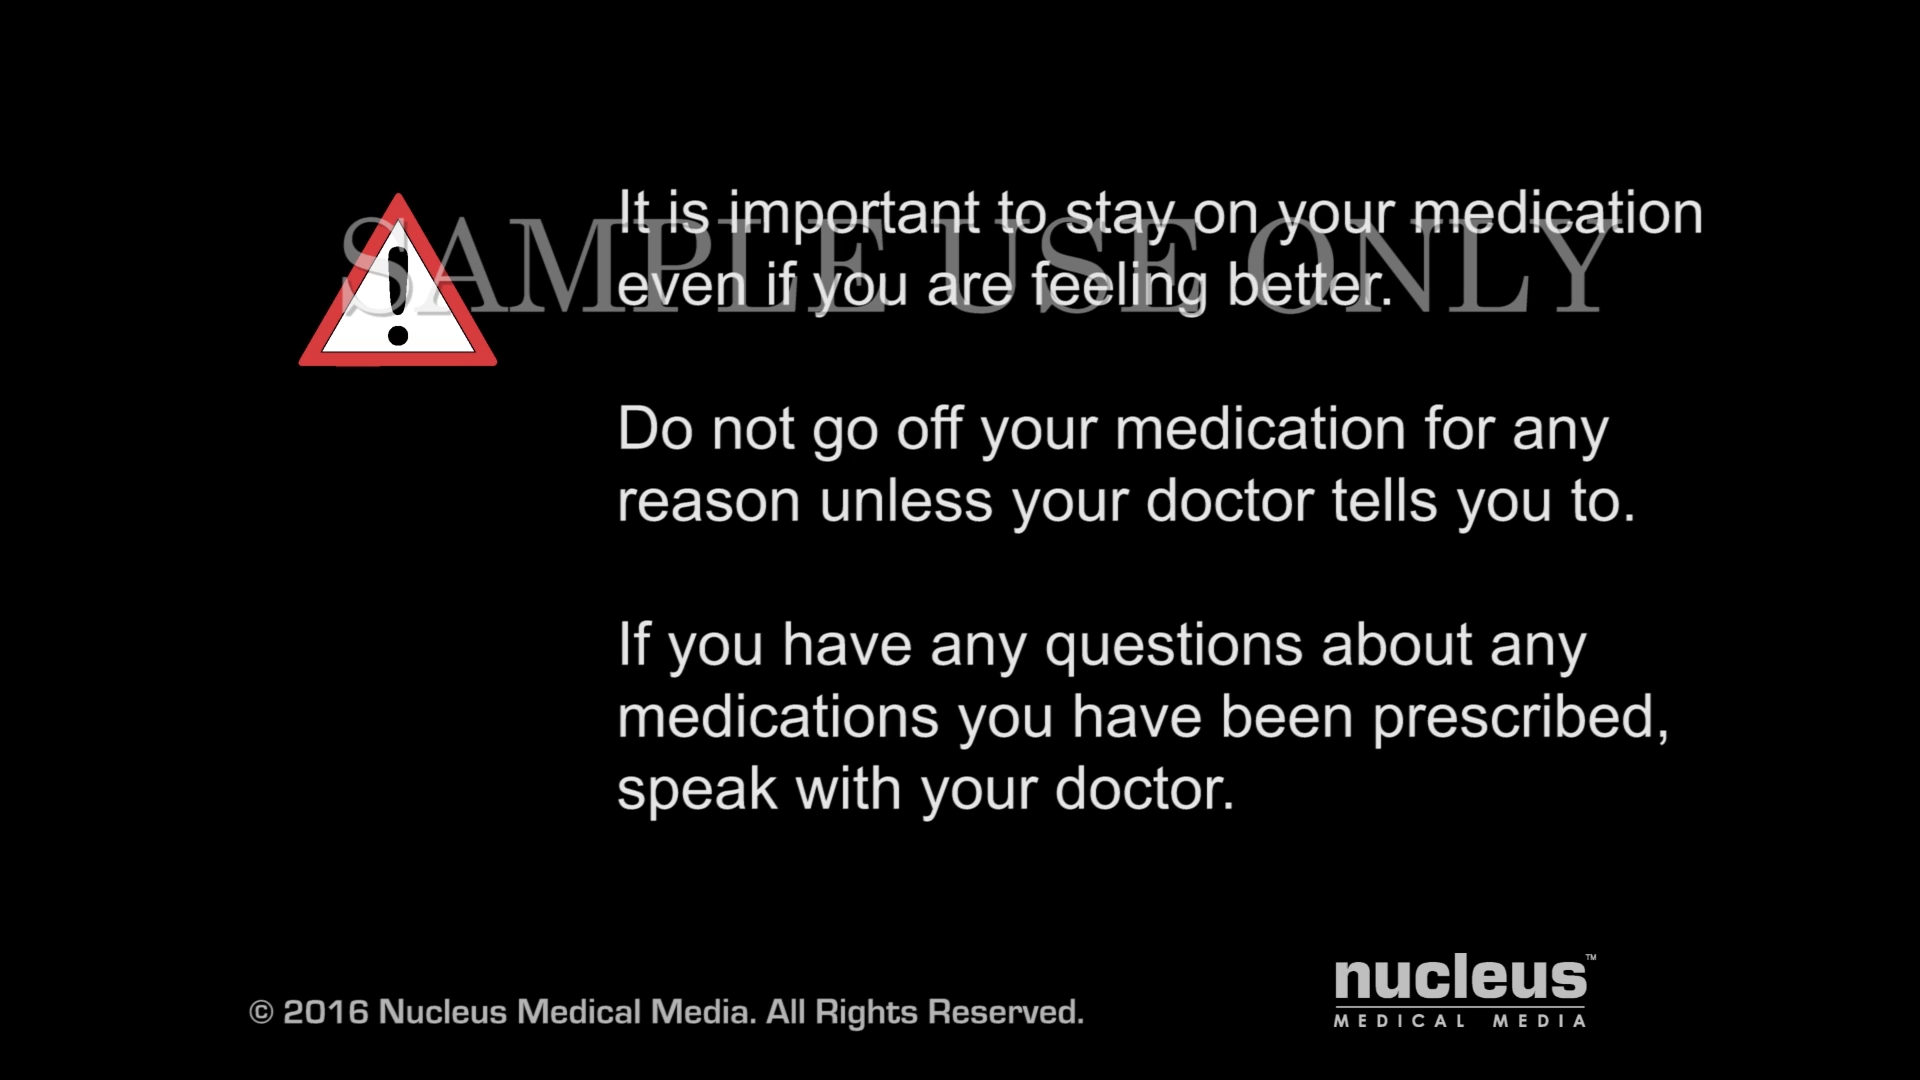 SAMPLE USE ONLY
It is important to stay on your medication
even if you are feeling better.
Do not go off your medication for any
reason unless your doctor tells you to.
If you have any questions about any
medications you have been prescribed,
speak with your doctor.
© 2016 Nucleus Medical Media. All Rights Reserved.
nucleus™
MEDICAL MEDIA